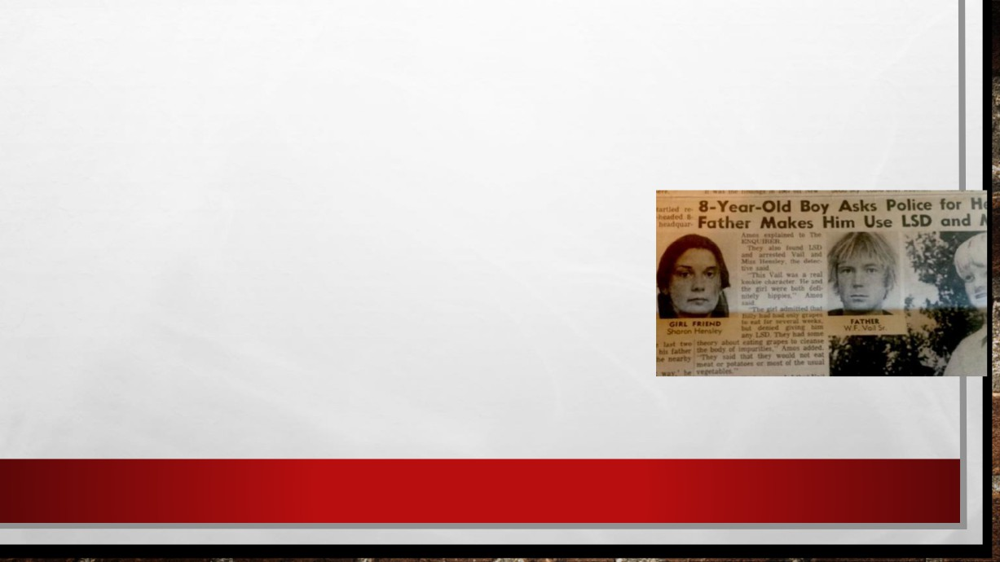 8-Year-Old Boy Asks Police for He
Father Makes Him Use LSD and M
tartled re-
-headed 8-
headquar-
Amos explained to The
ENQUIRER.
They also found LSD
and arrested Vail and
Miss Hensley, the detec-
tive said.
"This Vail was a real
kookie character. He and
the girl were both defi-
nitely hippies," Amos
said.
"The girl admitted that
Billy had had only grapes
to eat for several weeks,
but denied giving him
any LSD. They had some
theory about eating grapes to cleanse
the body of impurities," Amos added.
"They said that they would not eat
meat or potatoes or most of the usual
vegetables."
GIRL FRIEND
Sharon Hensley
FATHER
W.F. Vail Sr.
last two
his father
he nearby
way,' he